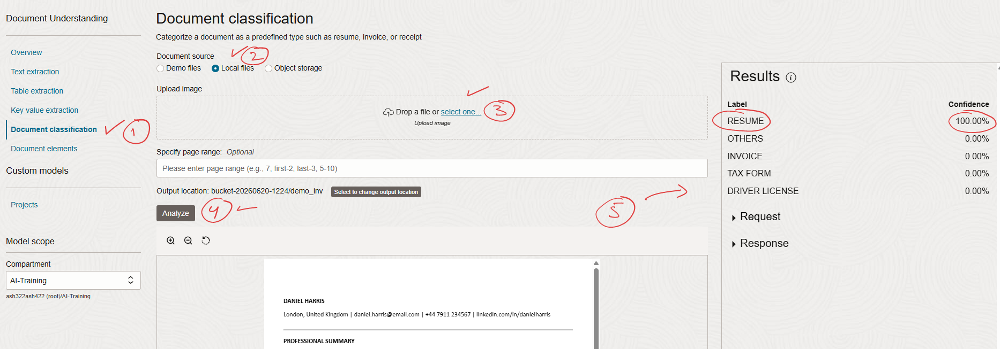 Document Understanding
Overview
Text extraction
Table extraction
Key value extraction
Document classification
1
Document elements
Custom models
Projects
Model scope
Compartment
AI-Training
ash322ash422 (root)/AI-Training
Document classification
Categorize a document as a predefined type such as resume, invoice, or receipt
Document source
2
Demo files Local files Object storage
Upload image
Drop a file or select one...
3
Upload image
Specify page range: Optional
Please enter page range (e.g., 7, first-2, last-3, 5-10)
Output location: bucket-20260620-1224/demo_inv Select to change output location
Analyze
4
5
DANIEL HARRIS
London, United Kingdom | daniel.harris@email.com | +44 7911 234567 | linkedin.com/in/danielharris
PROFESSIONAL SUMMARY
Results i
Label Confidence
RESUME 100.00%
OTHERS 0.00%
INVOICE 0.00%
TAX FORM 0.00%
DRIVER LICENSE 0.00%
Request
Response